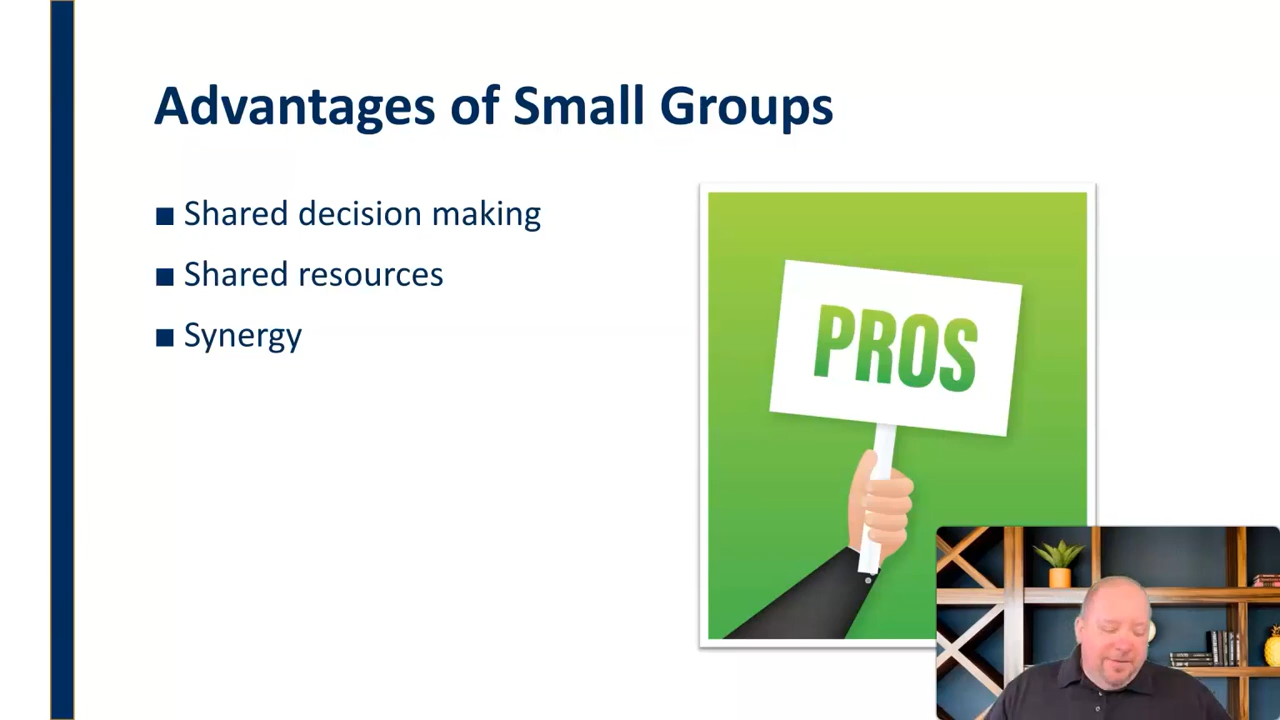 Advantages of Small Groups
■ Shared decision making
■ Shared resources
■ Synergy
PROS